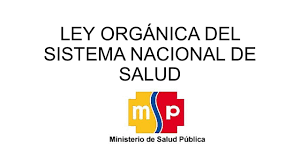 LEY ORGÁNICA DEL
SISTEMA NACIONAL DE
SALUD
msp
Ministerio de Salud Pública